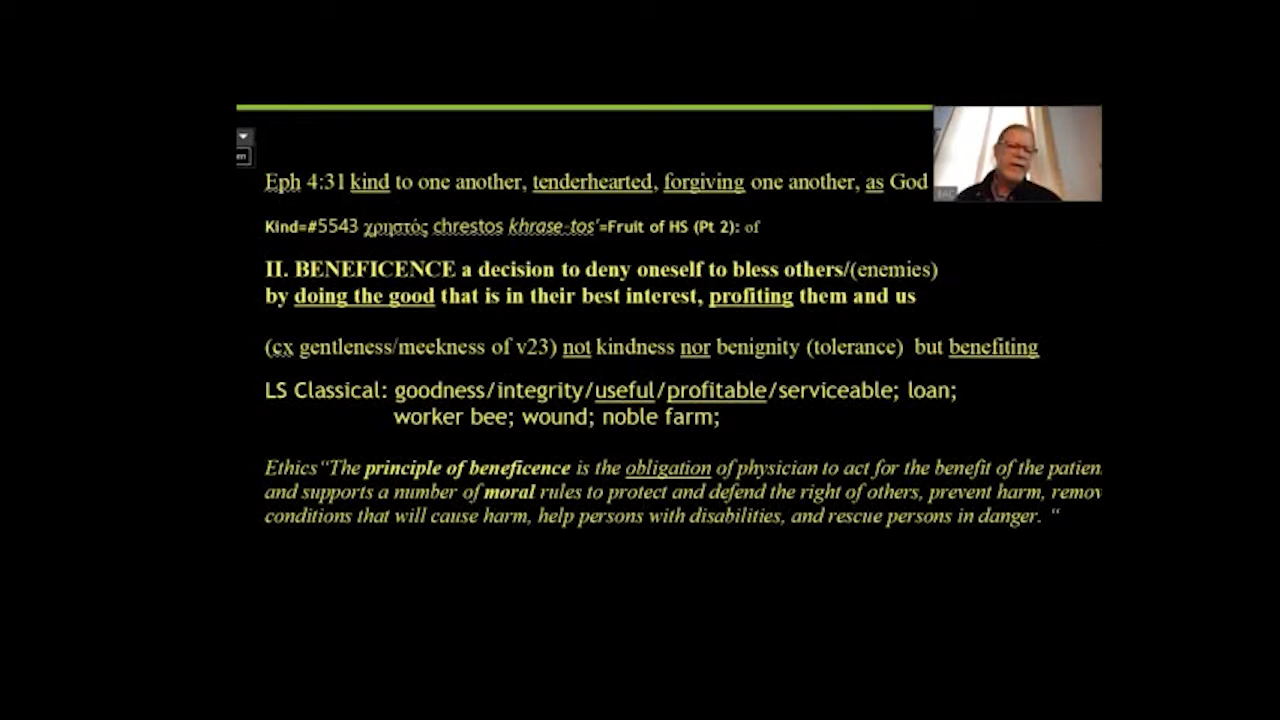 Eph 4:31 kind to one another, tenderhearted, forgiving one another, as God
Kind=#5543 χρηστός chrestos khrase-tos'=Fruit of HS (Pt 2): of
II. BENEFICENCE a decision to deny oneself to bless others/(enemies)
by doing the good that is in their best interest, profiting them and us
(cx gentleness/meekness of v23) not kindness nor benignity (tolerance) but benefiting
LS Classical: goodness/integrity/useful/profitable/serviceable; loan;
worker bee; wound; noble farm;
Ethics“The principle of beneficence is the obligation of physician to act for the benefit of the patien
and supports a number of moral rules to protect and defend the right of others, prevent harm, remov
conditions that will cause harm, help persons with disabilities, and rescue persons in danger. “